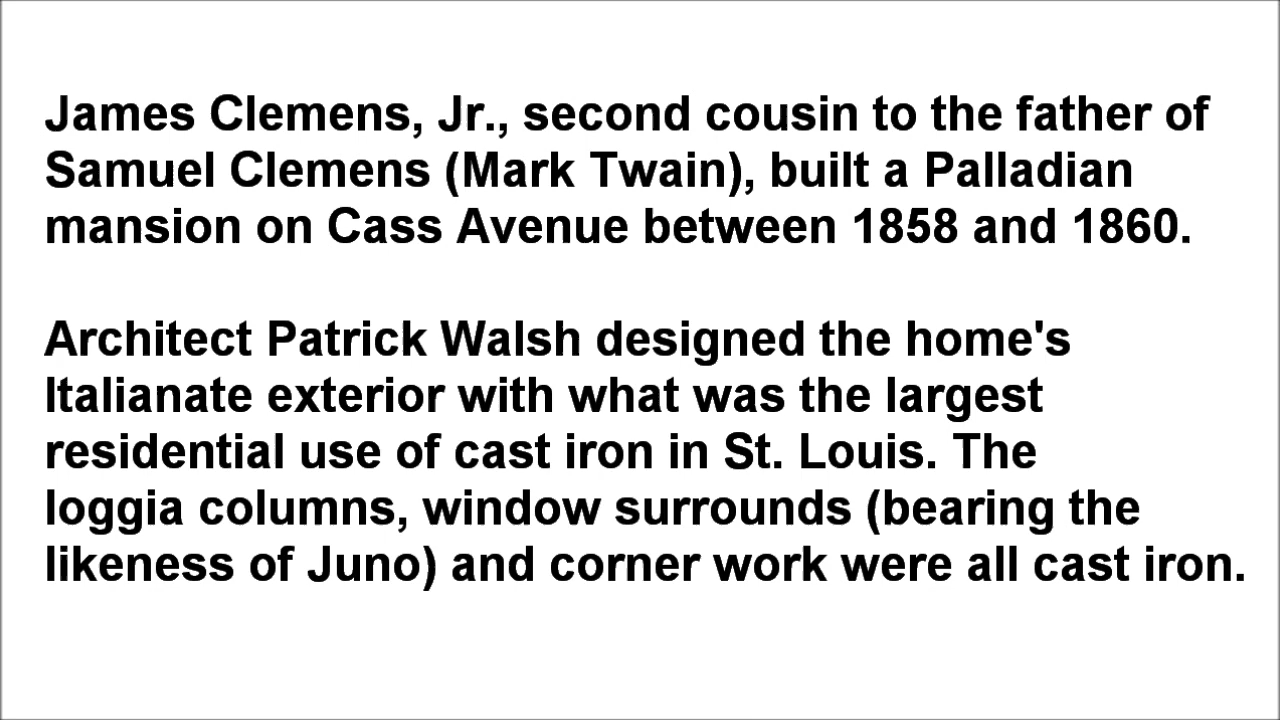 James Clemens, Jr., second cousin to the father of
Samuel Clemens (Mark Twain), built a Palladian
mansion on Cass Avenue between 1858 and 1860.
Architect Patrick Walsh designed the home's
Italianate exterior with what was the largest
residential use of cast iron in St. Louis. The
loggia columns, window surrounds (bearing the
likeness of Juno) and corner work were all cast iron.